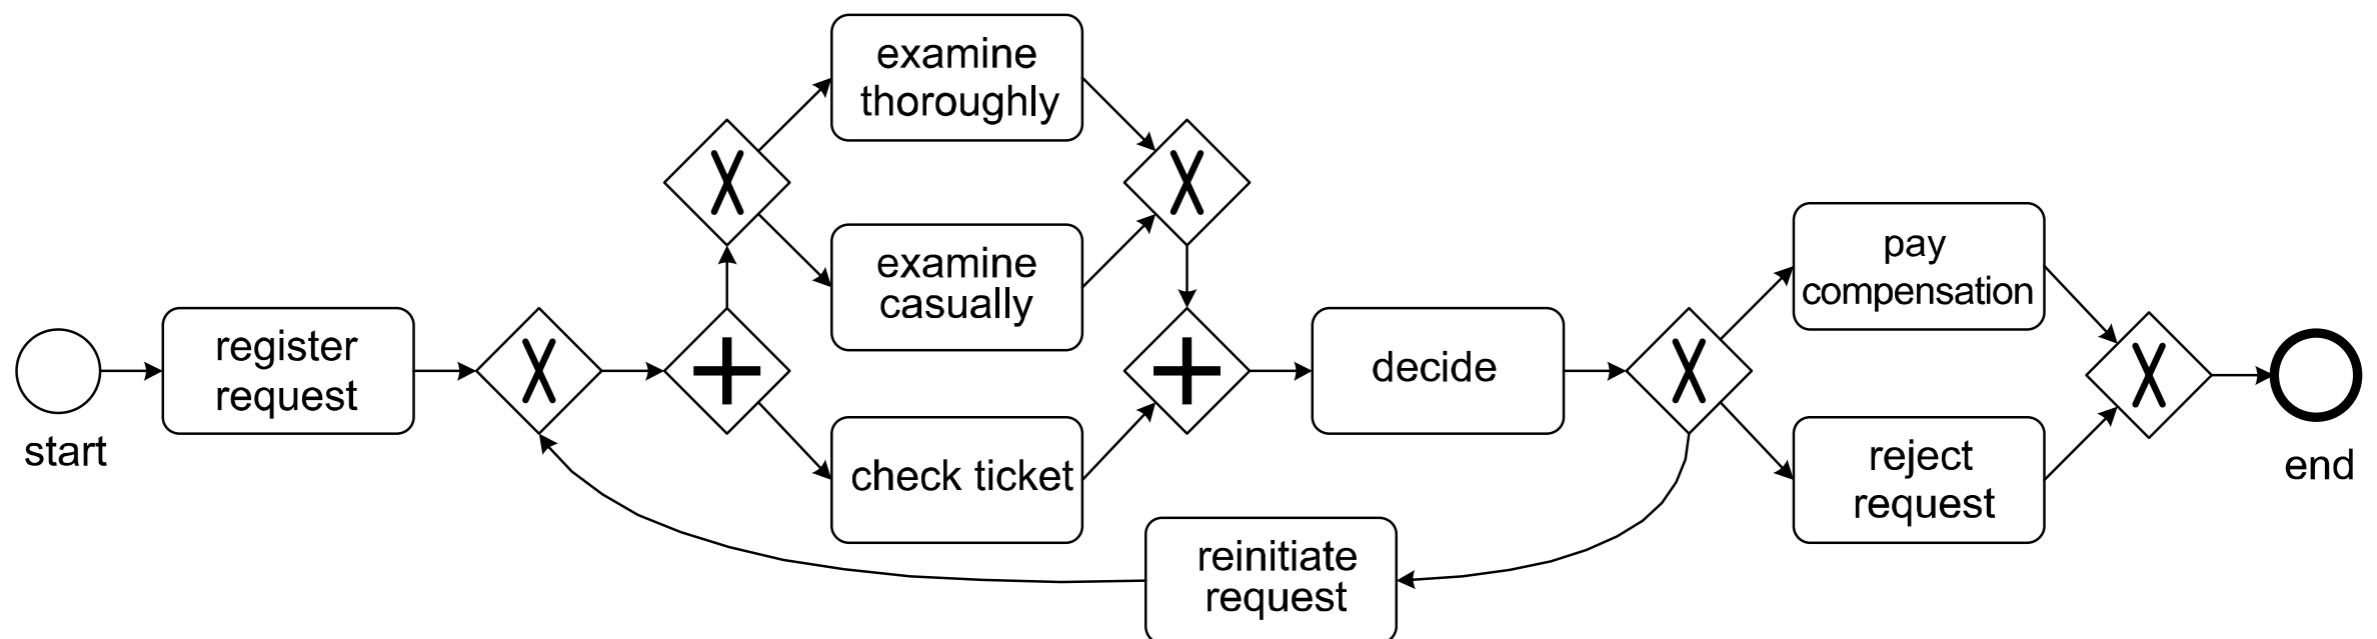 examine
thoroughly
examine
casually
pay
compensation
register
request
decide
start
check ticket
reject
request
end
reinitiate
request